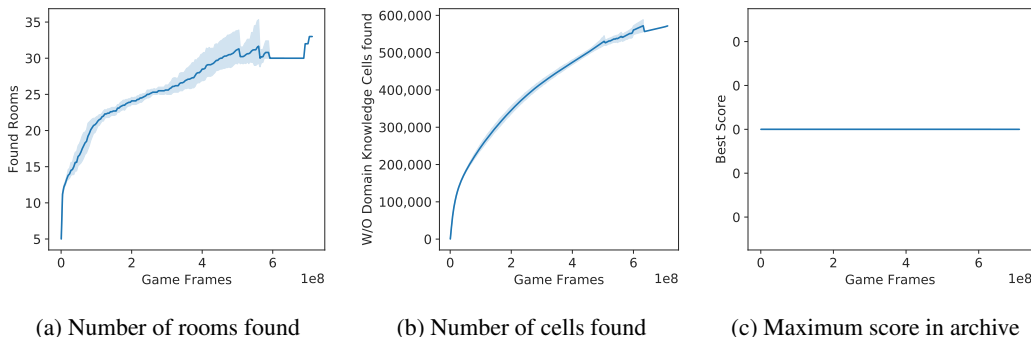 35
30
25
20
15
10
5
Found Rooms
0 2 4 6 8
1e8
Game Frames
(a) Number of rooms found
600,000
500,000
400,000
300,000
200,000
100,000
0
W/O Domain Knowledge Cells found
0 2 4 6 8
1e8
Game Frames
(b) Number of cells found
0
0
0
0
0
Best Score
0 2 4 6 8
1e8
Game Frames
(c) Maximum score in archive